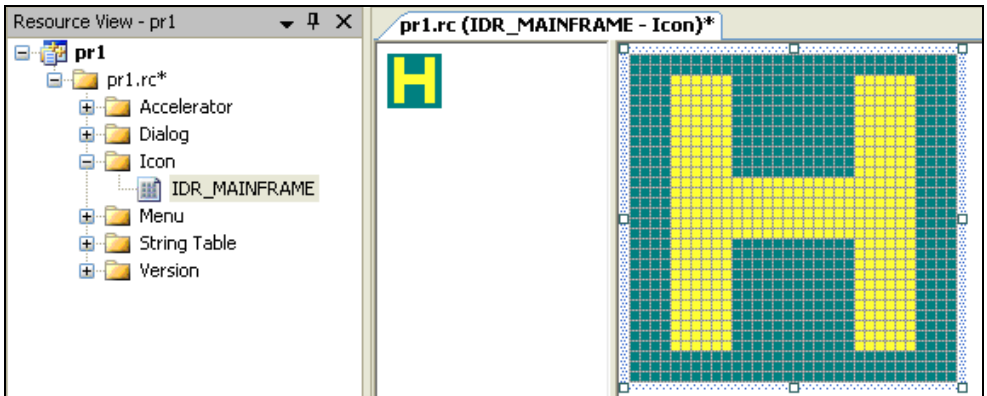 Resource View - pr1
pr1
pr1.rc*
Accelerator
Dialog
Icon
IDR_MAINFRAME
Menu
String Table
Version
pr1.rc (IDR_MAINFRAME - Icon)*
H
H